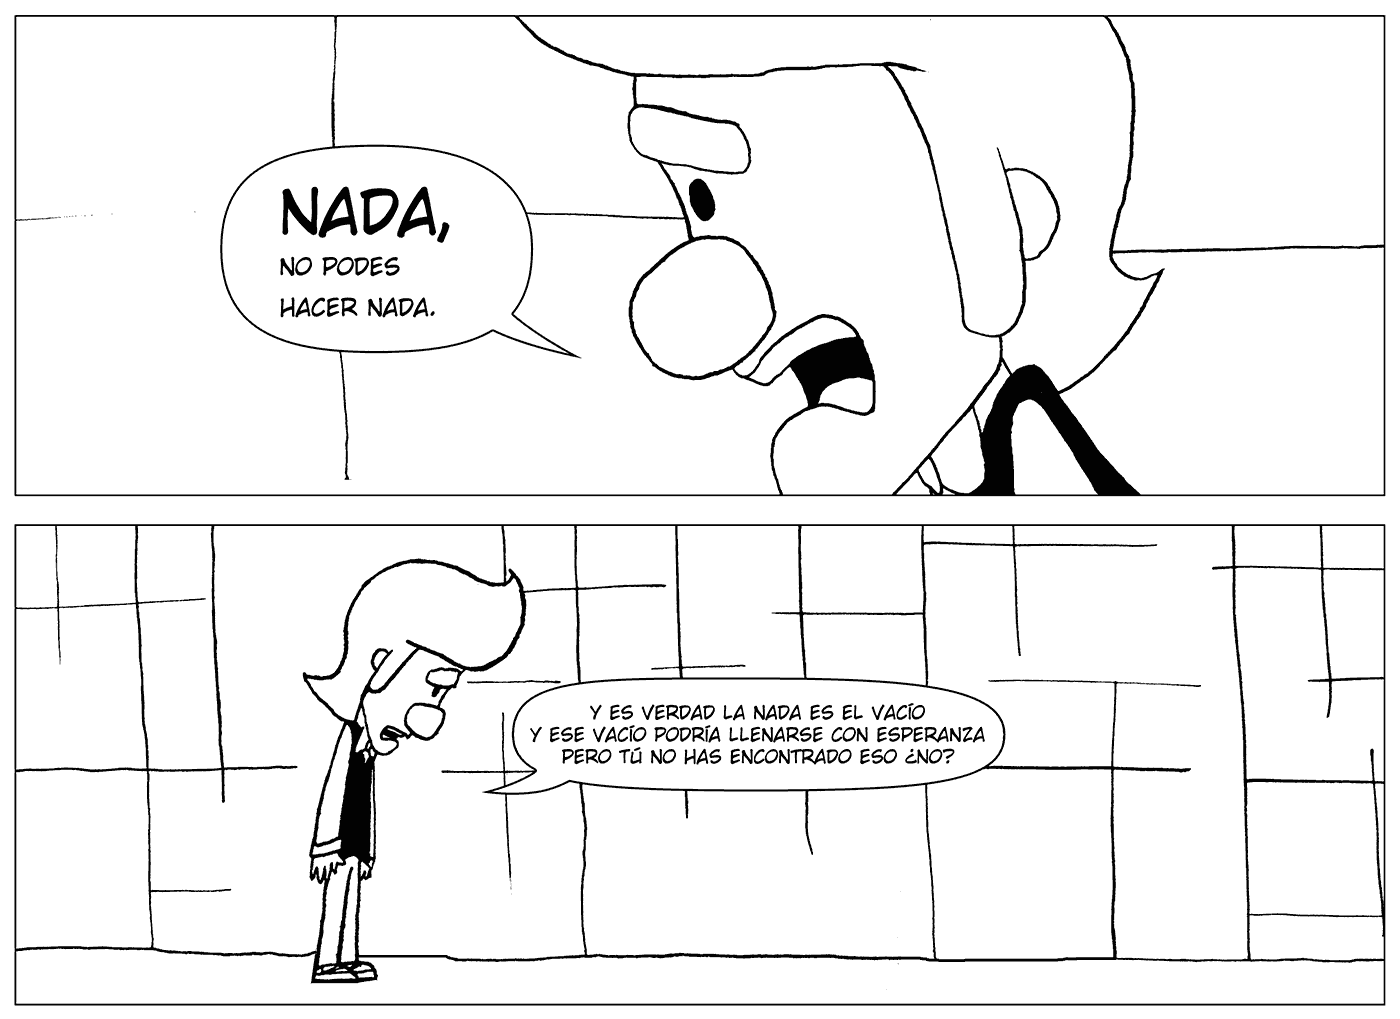 NADA,
NO PODES
HACER NADA.
Y ES VERDAD LA NADA ES EL VACÍO
Y ESE VACÍO PODRÍA LLENARSE CON ESPERANZA
PERO TÚ NO HAS ENCONTRADO ESO ¿NO?